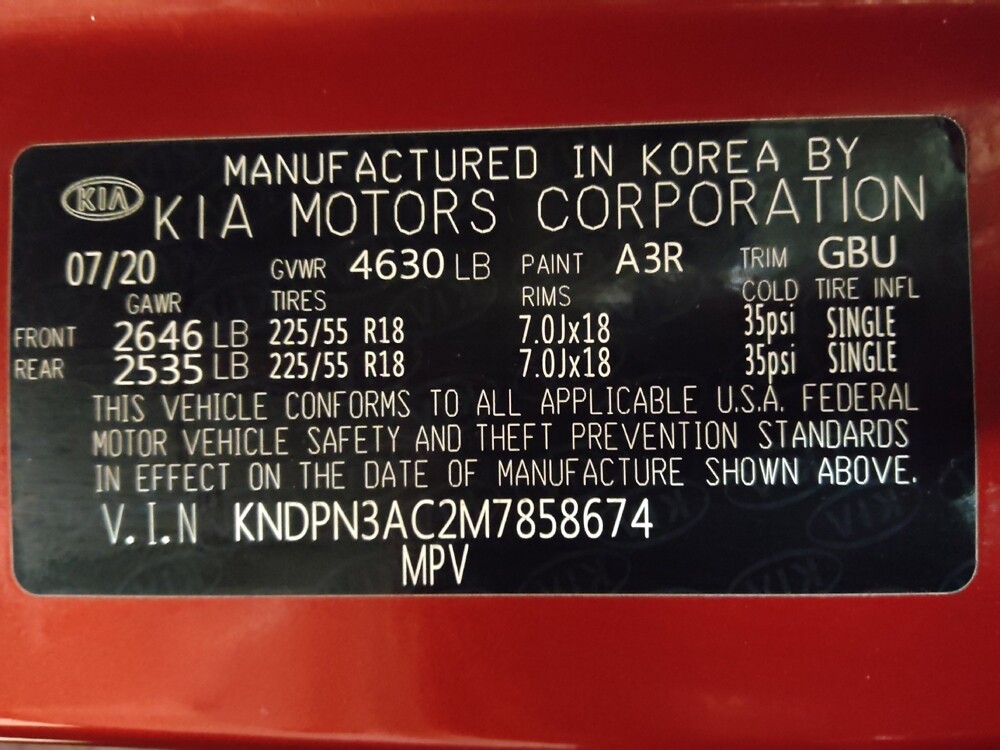 MANUFACTURED IN KOREA BY
KIA KIA MOTORS CORPORATION
07/20 GVWR 4630 LB PAINT A3R TRIM GBU
GAWR TIRES RIMS COLD TIRE INFL
FRONT 2646 LB 225/55 R18 7.0Jx18 35psi SINGLE
REAR 2535 LB 225/55 R18 7.0Jx18 35psi SINGLE
THIS VEHICLE CONFORMS TO ALL APPLICABLE U.S.A. FEDERAL
MOTOR VEHICLE SAFETY AND THEFT PREVENTION STANDARDS
IN EFFECT ON THE DATE OF MANUFACTURE SHOWN ABOVE.
V.I.N KNDPN3AC2M7858674
MPV